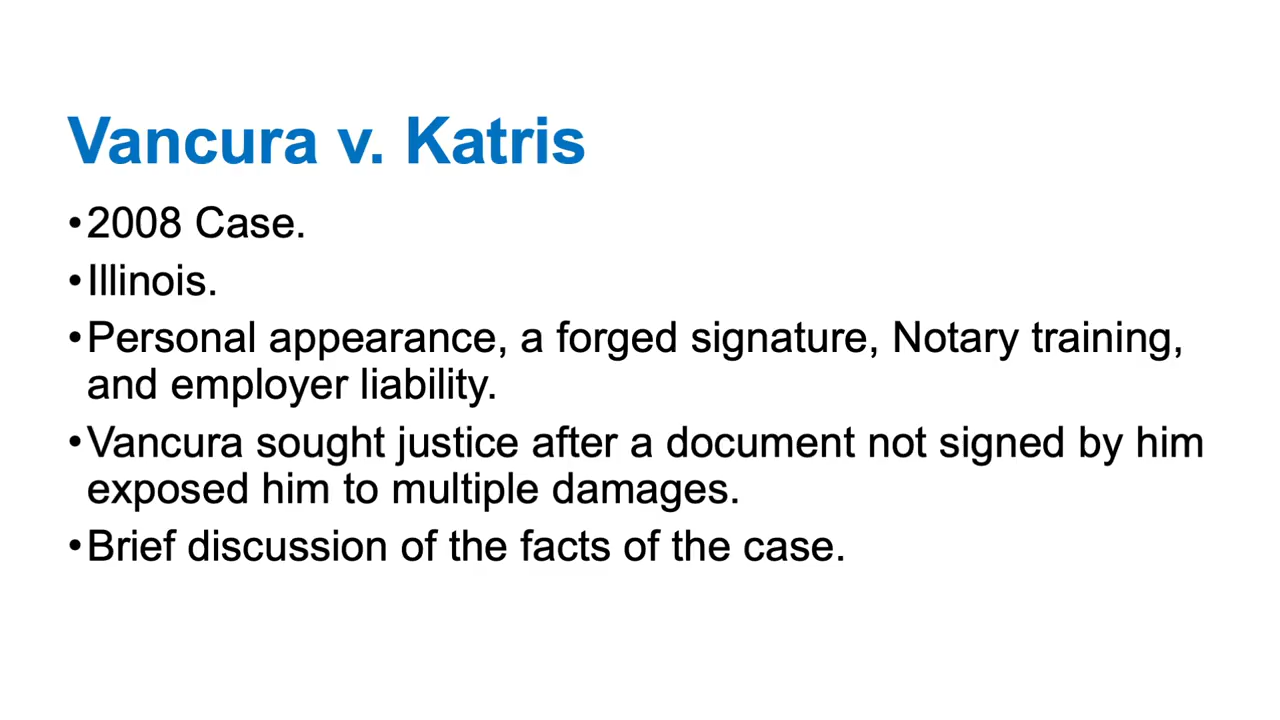 Vancura v. Katris
•2008 Case.
•Illinois.
•Personal appearance, a forged signature, Notary training,
and employer liability.
•Vancura sought justice after a document not signed by him
exposed him to multiple damages.
•Brief discussion of the facts of the case.